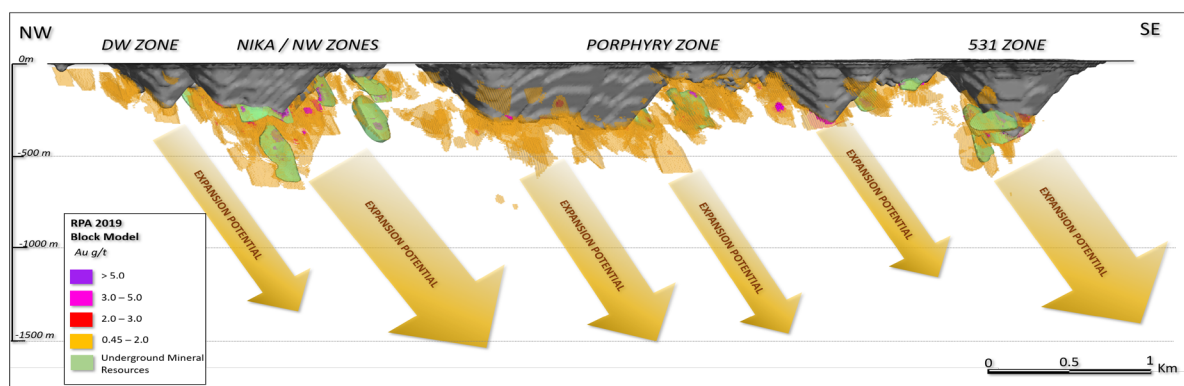 NW
SE
DW ZONE
NIKA / NW ZONES
PORPHYRY ZONE
531 ZONE
0m
-500 m
-1000 m
-1500 m
EXPANSION POTENTIAL
EXPANSION POTENTIAL
EXPANSION POTENTIAL
EXPANSION POTENTIAL
EXPANSION POTENTIAL
EXPANSION POTENTIAL
RPA 2019
Block Model
Au g/t
> 5.0
3.0 – 5.0
2.0 – 3.0
0.45 – 2.0
Underground Mineral
Resources
0 0.5 1 Km